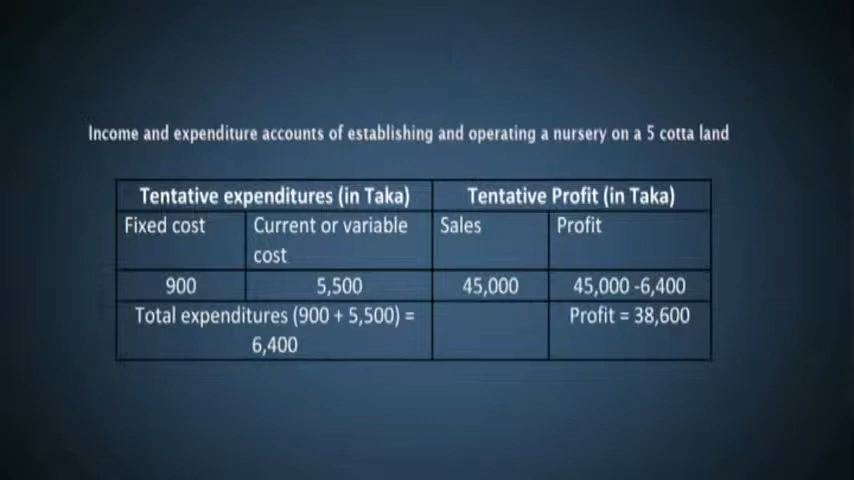 Income and expenditure accounts of establishing and operating a nursery on a 5 cotta land
Tentative expenditures (in Taka) Tentative Profit (in Taka)
Fixed cost Current or variable cost Sales Profit
900 5,500 45,000 45,000 -6,400
Total expenditures (900 + 5,500) = 6,400 Profit = 38,600